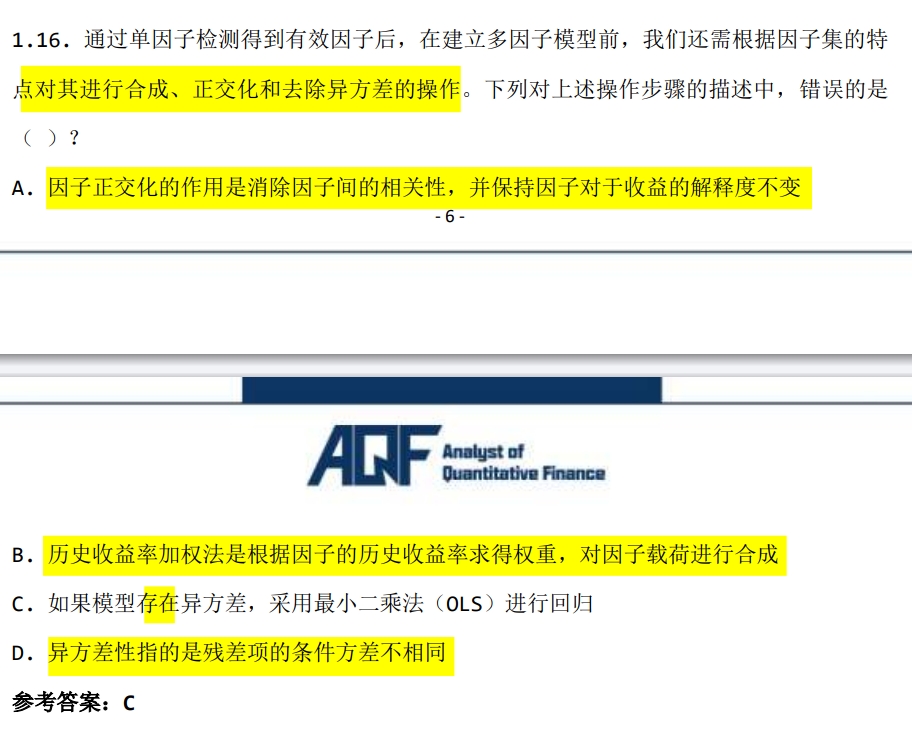 1.16. 通过单因子检测得到有效因子后，在建立多因子模型前，我们还需根据因子集的特
点对其进行合成、正交化和去除异方差的操作。下列对上述操作步骤的描述中，错误的是
（ ）？
A. 因子正交化的作用是消除因子间的相关性，并保持因子对于收益的解释度不变
- 6 -
AQF Analyst of
Quantitative Finance
B. 历史收益率加权法是根据因子的历史收益率求得权重，对因子载荷进行合成
C. 如果模型存在异方差，采用最小二乘法（OLS）进行回归
D. 异方差性指的是残差项的条件方差不相同
参考答案：C